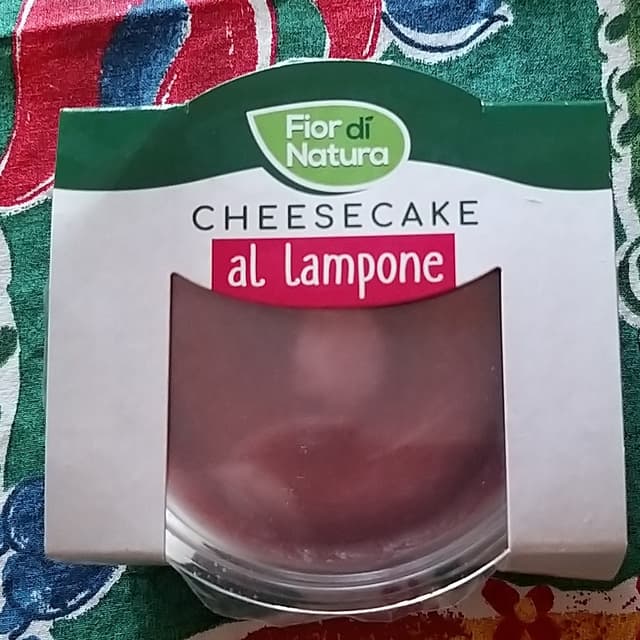 Fior dí
Natura
CHEESECAKE
al lampone